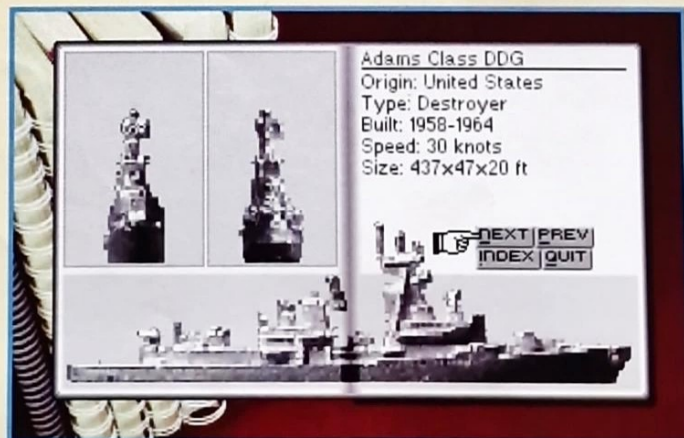 Adams Class DDG
Origin: United States
Type: Destroyer
Built: 1958-1964
Speed: 30 knots
Size: 437x47x20 ft
NEXT PREV
INDEX QUIT